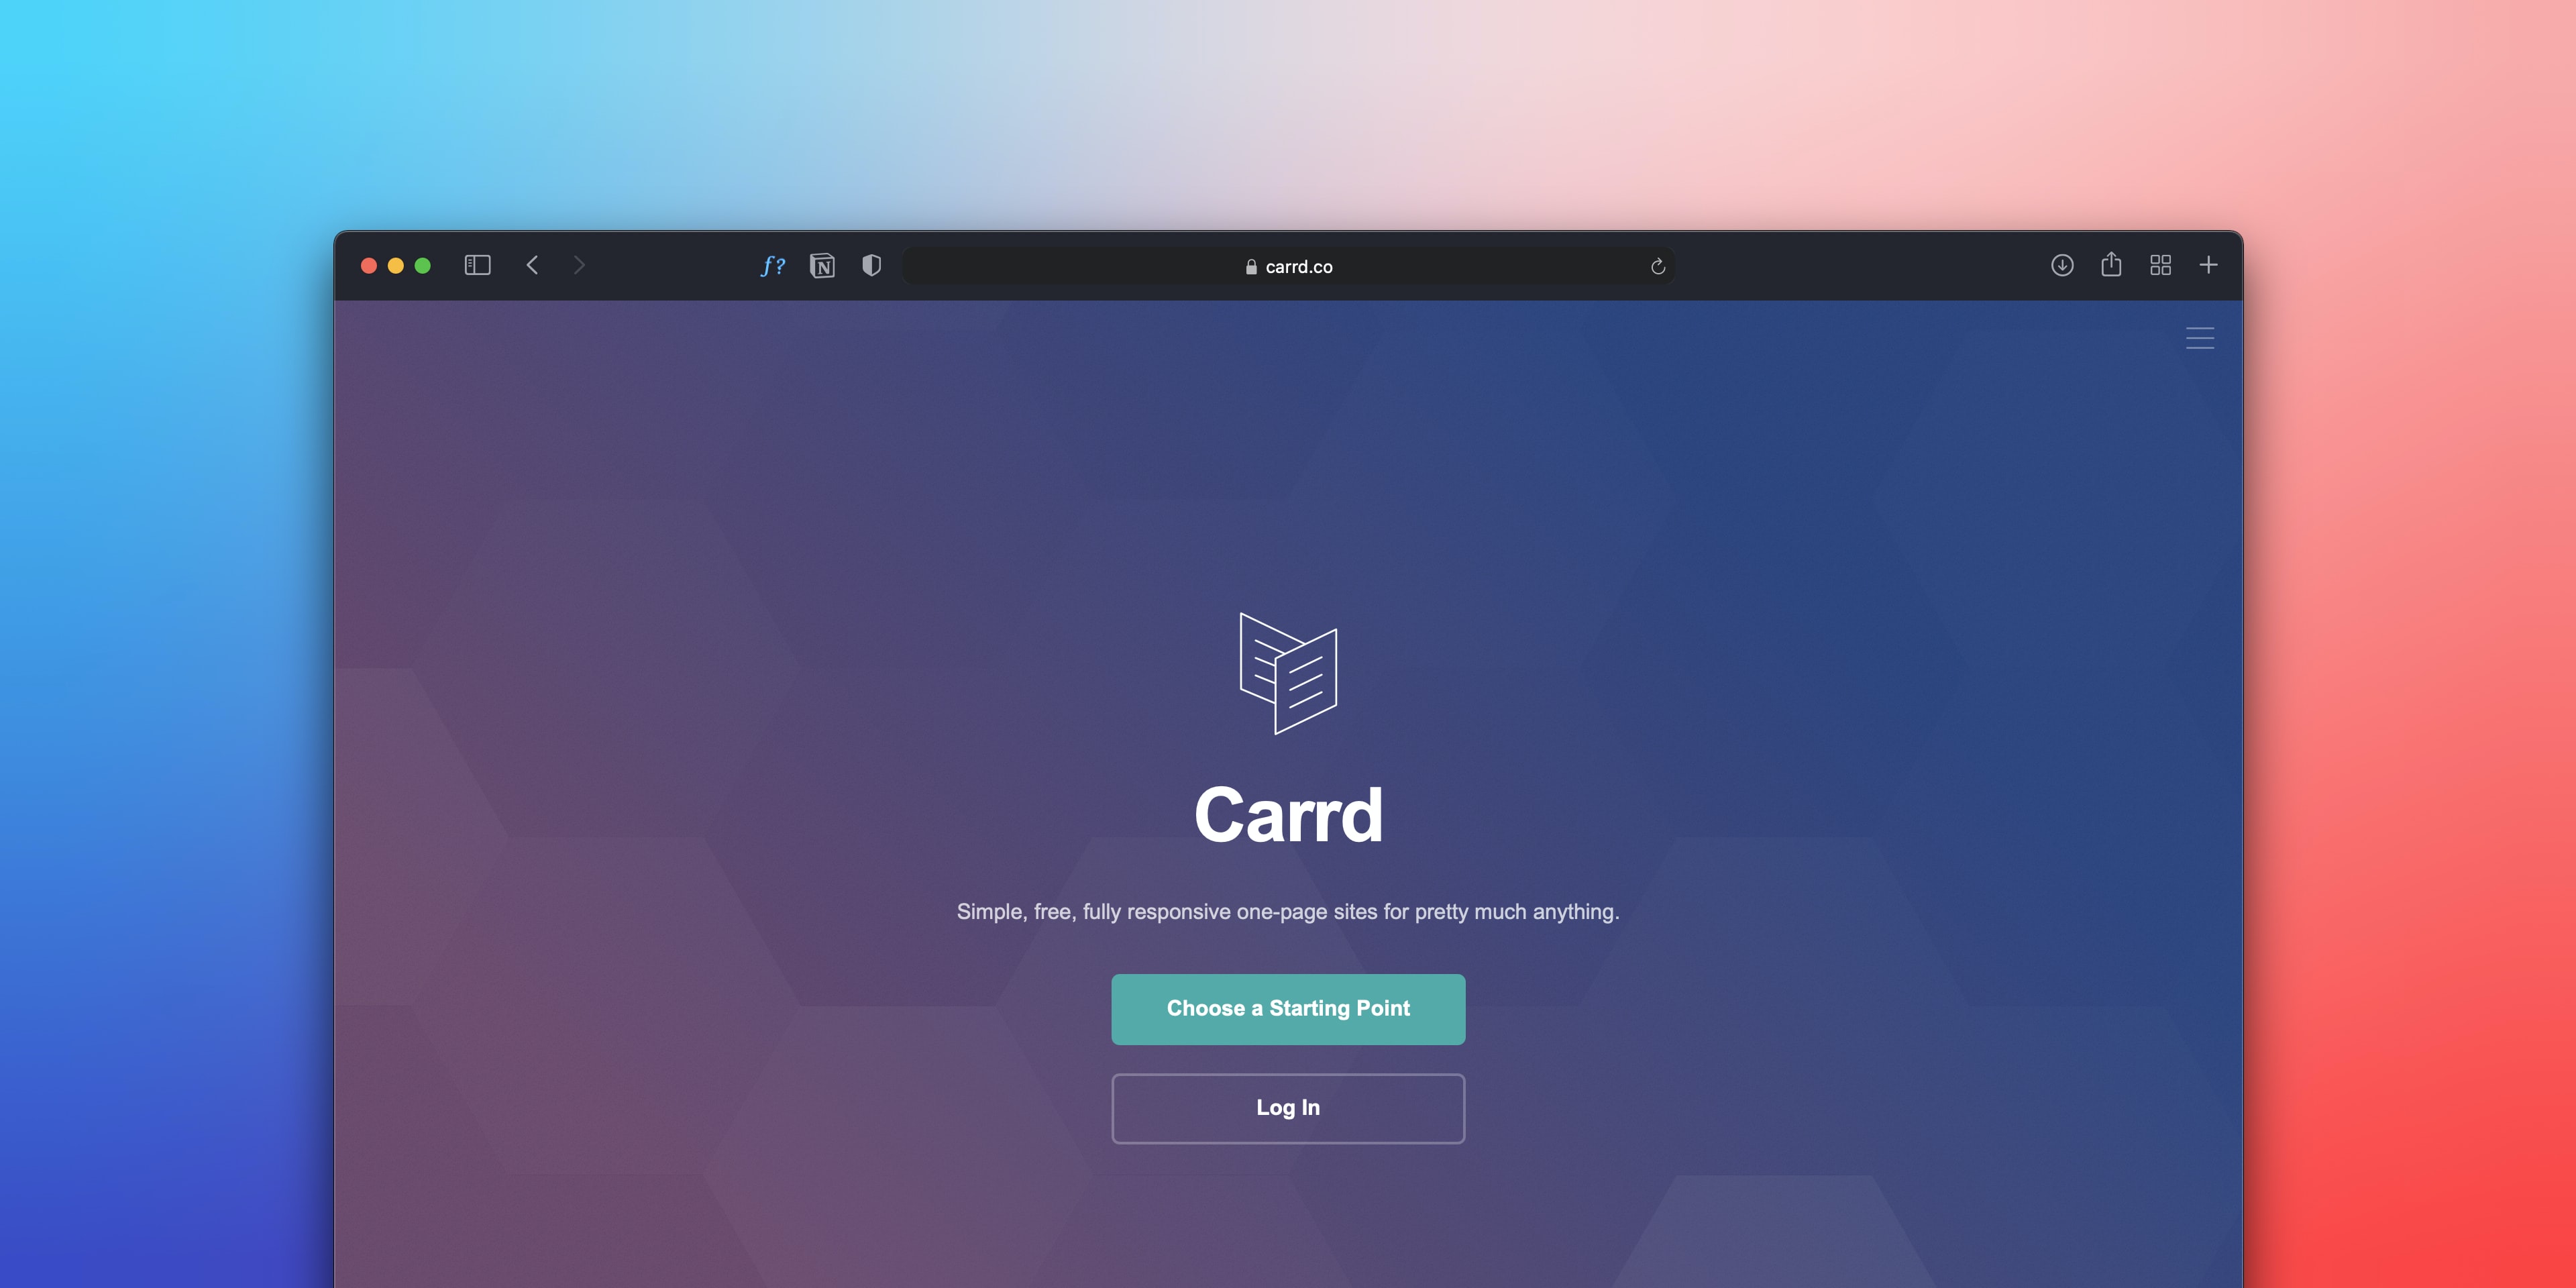 f?
N
carrd.co
Carrd
Simple, free, fully responsive one-page sites for pretty much anything.
Choose a Starting Point
Log In